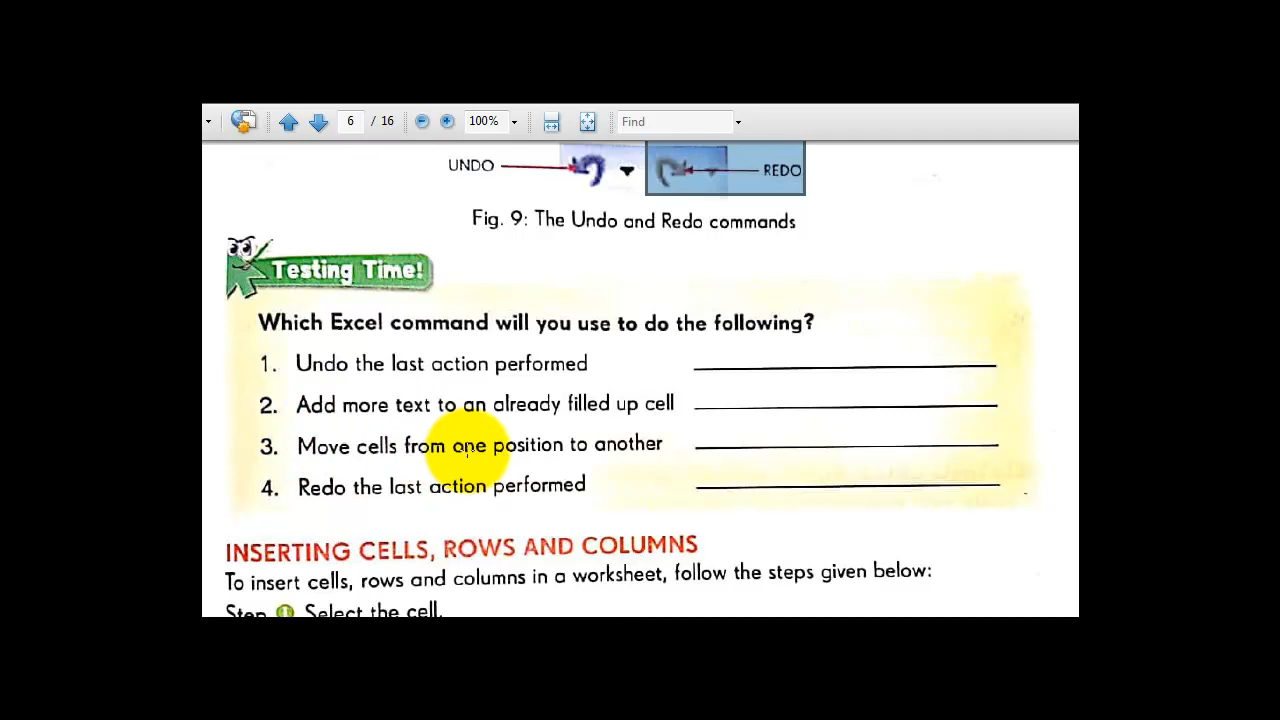 6 / 16 100% Find
UNDO REDO
Fig. 9: The Undo and Redo commands
Testing Time!
Which Excel command will you use to do the following?
1. Undo the last action performed
2. Add more text to an already filled up cell
3. Move cells from one position to another
4. Redo the last action performed
INSERTING CELLS, ROWS AND COLUMNS
To insert cells, rows and columns in a worksheet, follow the steps given below:
Step 1 Select the cell.